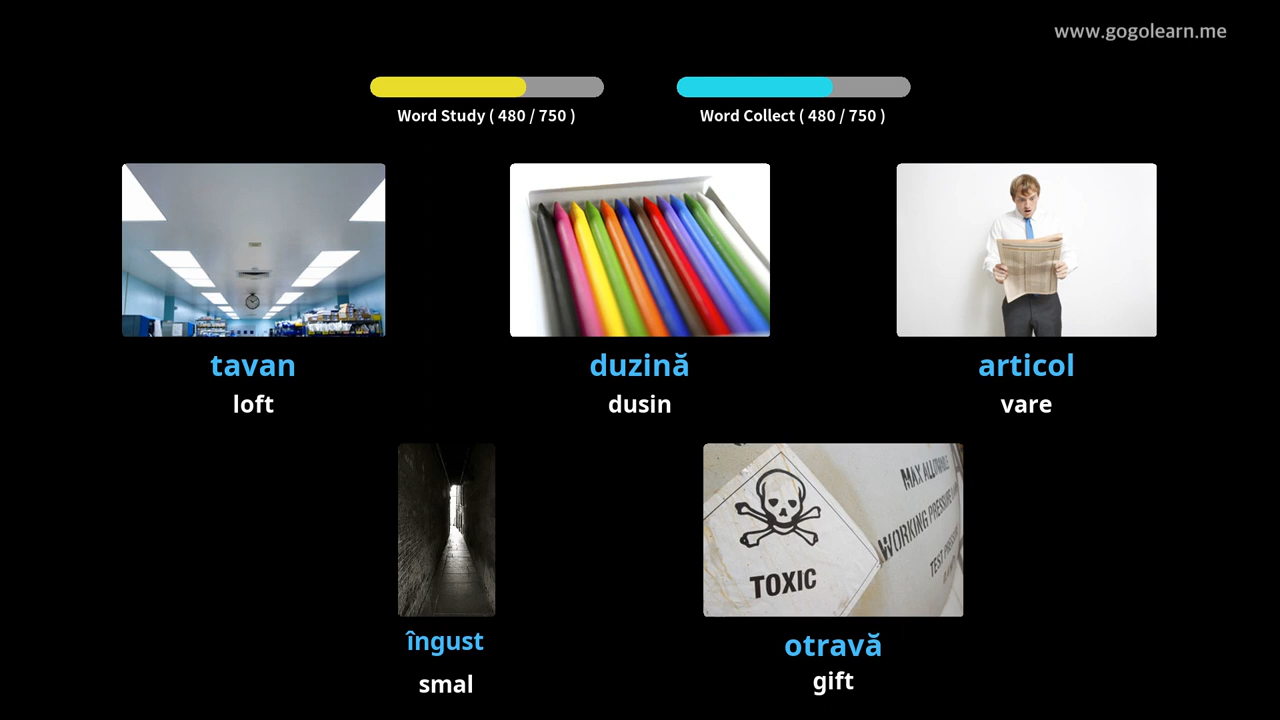 www.gogolearn.me
Word Study ( 480 / 750 )
Word Collect ( 480 / 750 )
tavan
loft
duzină
dusin
articol
vare
îngust
smal
TOXIC
MAX ALLOWABLE
WORKING PRESSURE
TEST PRESS
otravă
gift